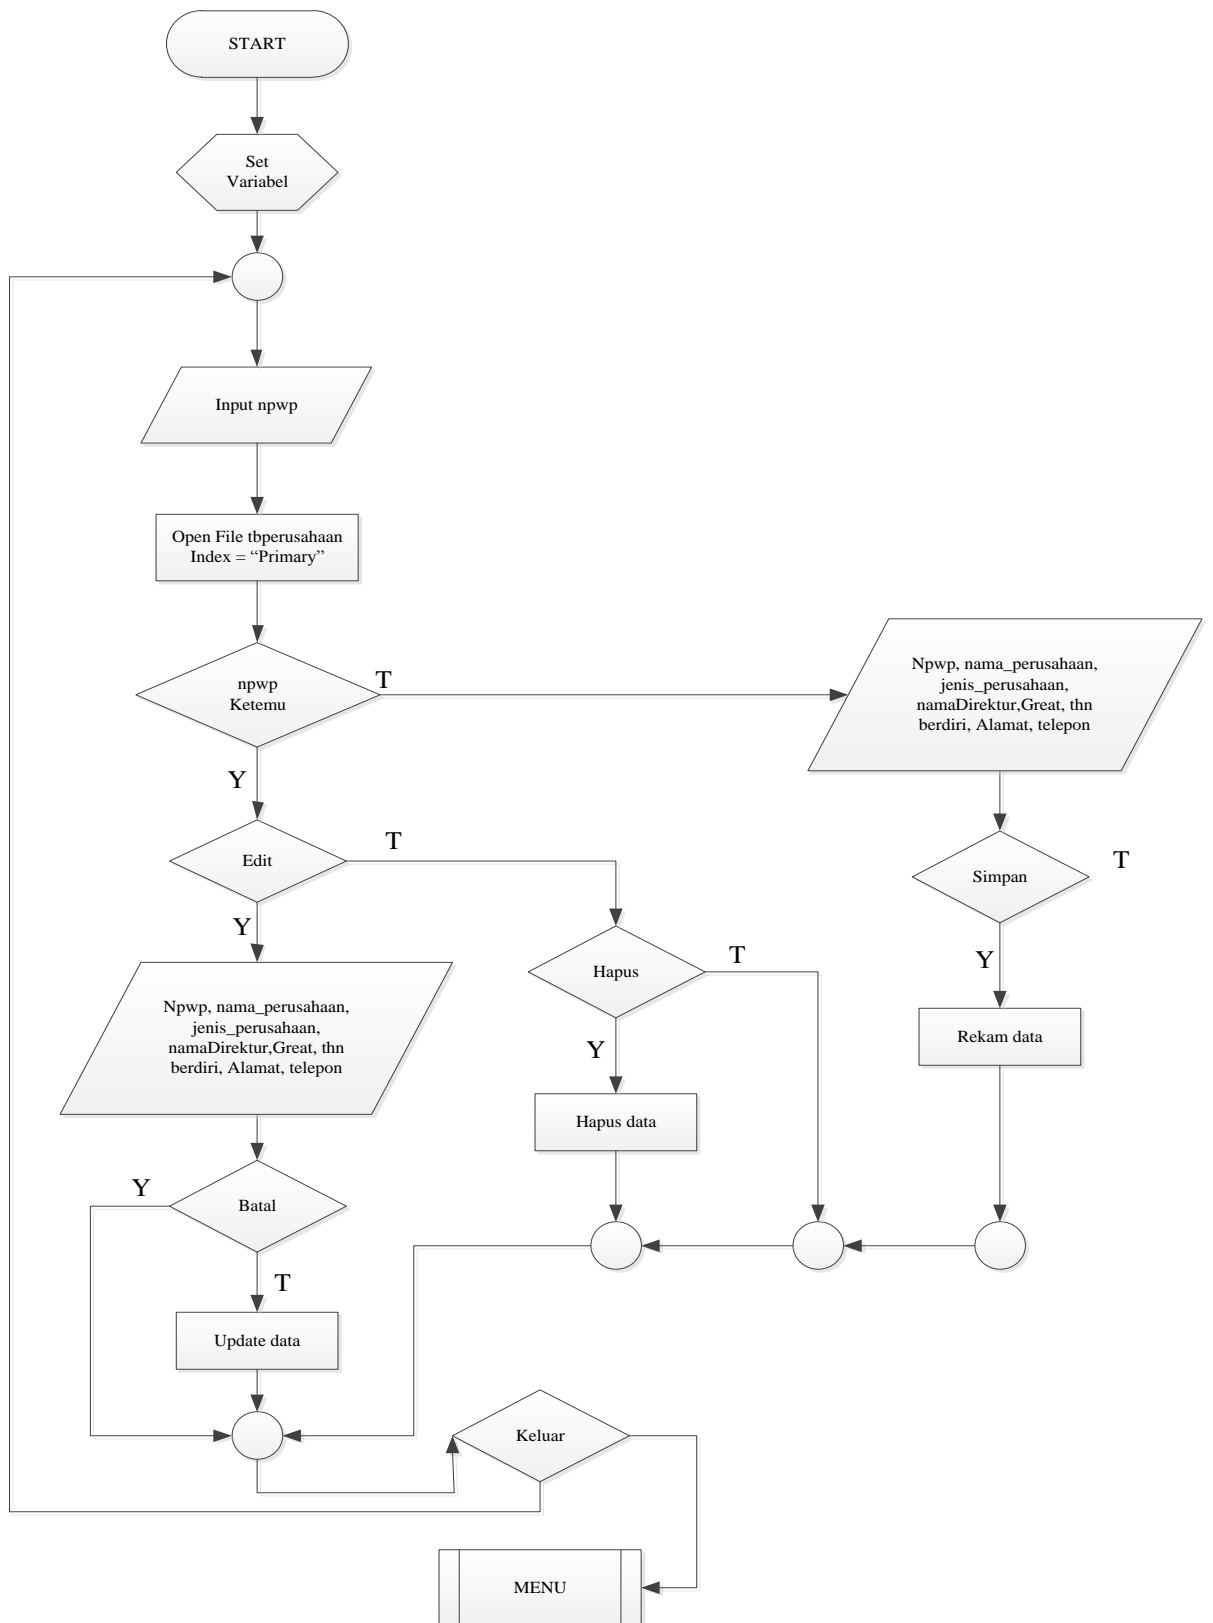 START
Set
Variabel
Input npwp
Open File tbperusahaan
Index = “Primary”
npwp
Ketemu
T
Npwp, nama_perusahaan,
jenis_perusahaan,
namaDirektur,Great, thn
berdiri, Alamat, telepon
Y
Edit
T
Simpan
T
Y
Hapus
T
Y
Npwp, nama_perusahaan,
jenis_perusahaan,
namaDirektur,Great, thn
berdiri, Alamat, telepon
Y
Rekam data
Hapus data
Y
Batal
T
Update data
Keluar
MENU